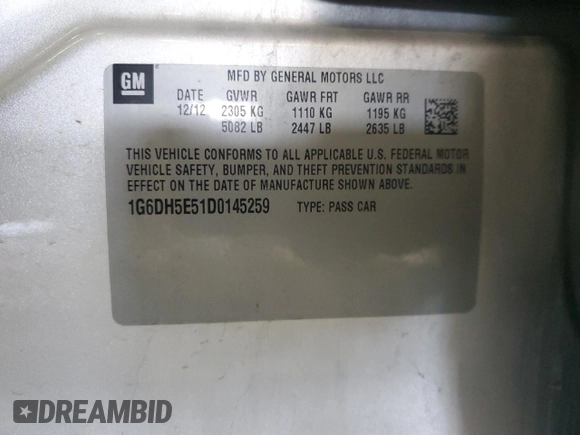 GM
MFD BY GENERAL MOTORS LLC
DATE GVWR GAWR FRT GAWR RR
12/12 2305 KG 1110 KG 1195 KG
5082 LB 2447 LB 2635 LB
THIS VEHICLE CONFORMS TO ALL APPLICABLE U.S. FEDERAL MOTOR
VEHICLE SAFETY, BUMPER, AND THEFT PREVENTION STANDARDS IN
EFFECT ON THE DATE OF MANUFACTURE SHOWN ABOVE.
1G6DH5E51D0145259 TYPE: PASS CAR
DREAMBID